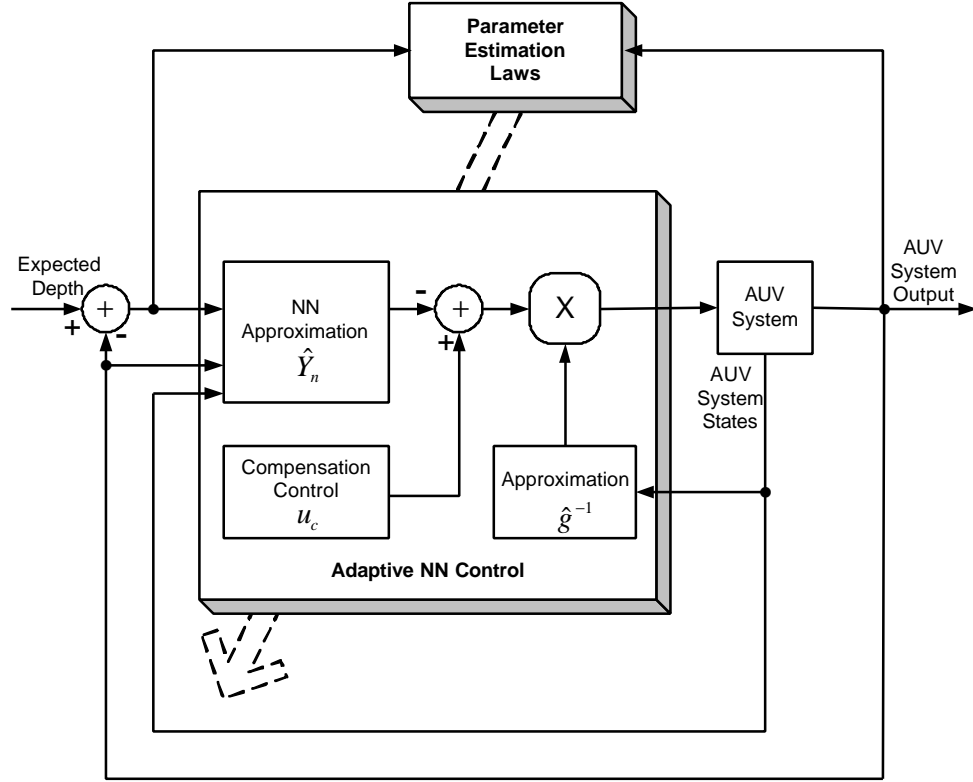 Parameter
Estimation
Laws
Expected
Depth
+
+
-
NN
Approximation
Ŷₙ
-
+
+
X
AUV
System
AUV
System
Output
AUV
System
States
Compensation
Control
u_c
Approximation
ĝ⁻¹
Adaptive NN Control